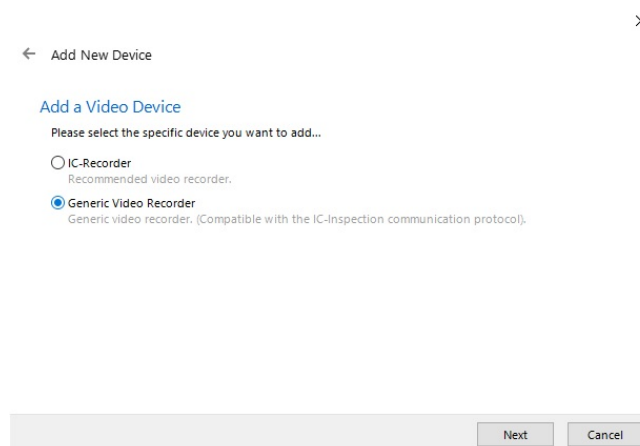 Add New Device
Add a Video Device
Please select the specific device you want to add...
IC-Recorder
Recommended video recorder.
Generic Video Recorder
Generic video recorder. (Compatible with the IC-Inspection communication protocol).
Next
Cancel